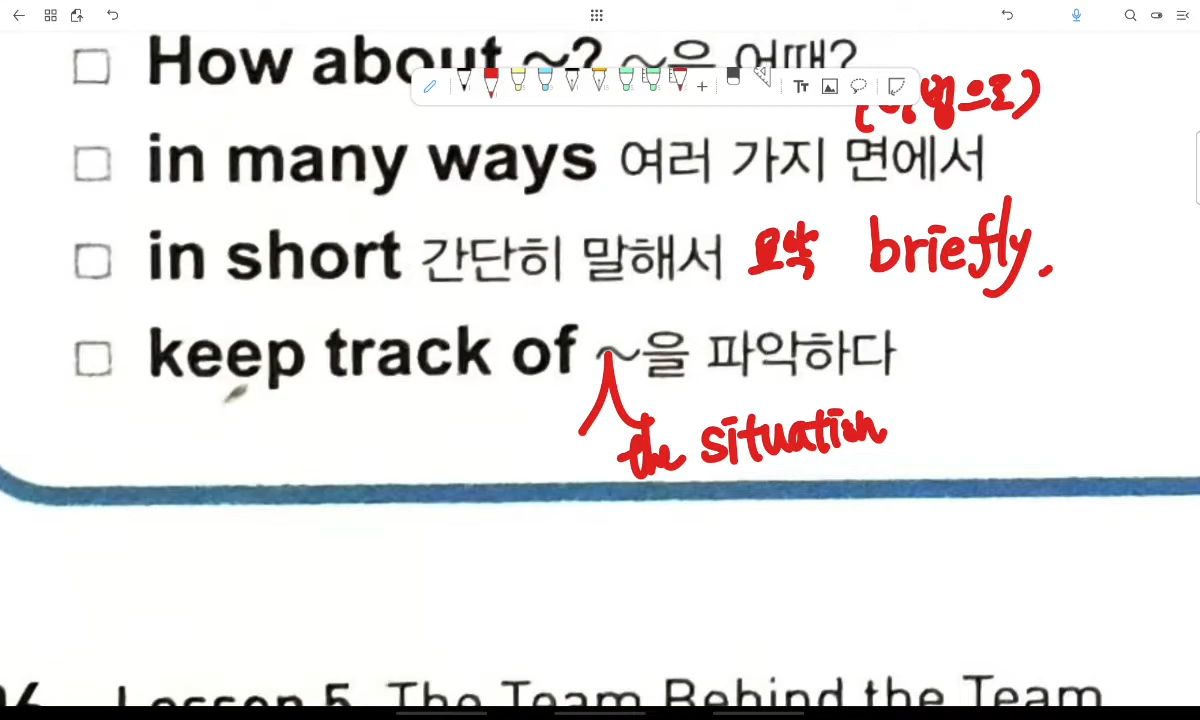 How about ~? ~은 어때?
으로)
in many ways 여러 가지 면에서
in short 간단히 말해서 요약 briefly.
keep track of ~을 파악하다
the situation
Lesson 5 The Team Behind the Team